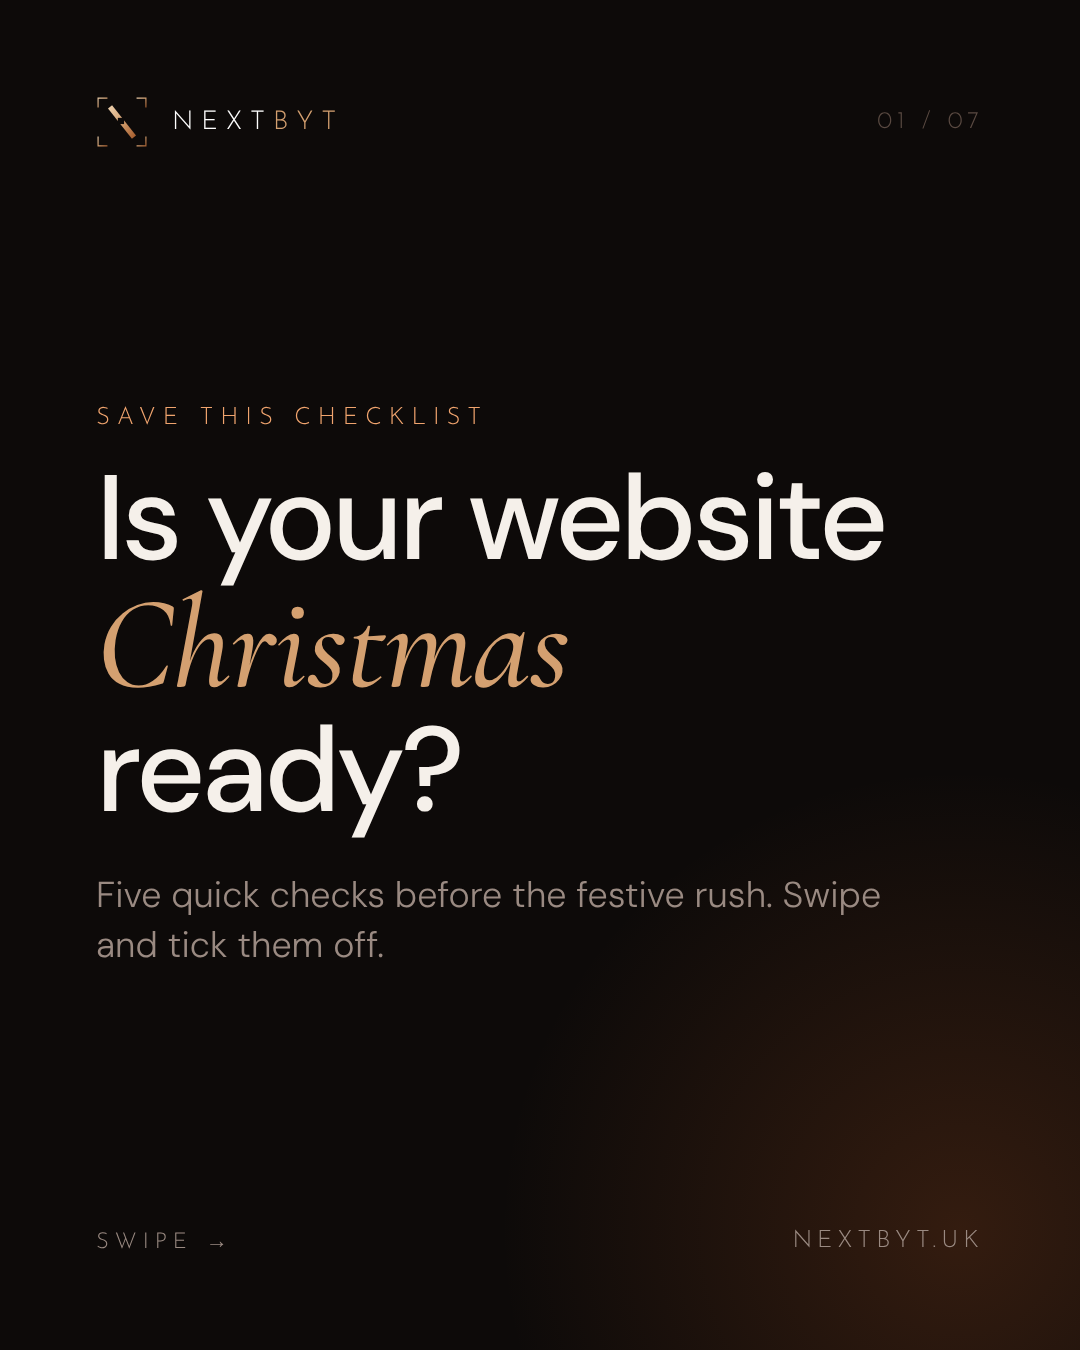 NEXTBYT
01 / 07
SAVE THIS CHECKLIST
Is your website
Christmas
ready?
Five quick checks before the festive rush. Swipe
and tick them off.
SWIPE →
NEXTBYT.UK